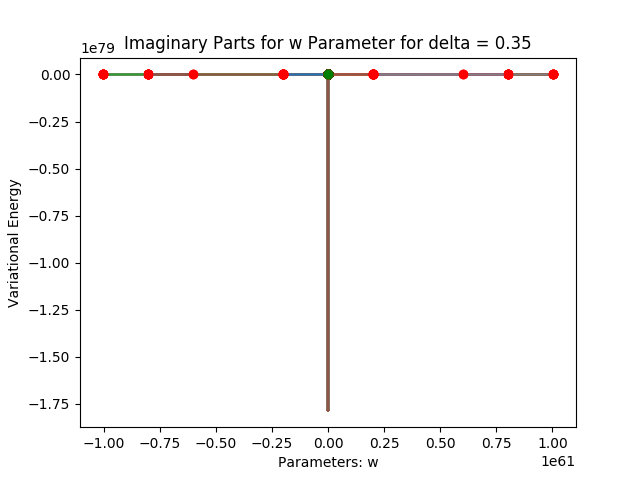 1e79
Imaginary Parts for w Parameter for delta = 0.35
0.00
−0.25
−0.50
−0.75
−1.00
−1.25
−1.50
−1.75
Variational Energy
−1.00 −0.75 −0.50 −0.25 0.00 0.25 0.50 0.75 1.00
Parameters: w
1e61